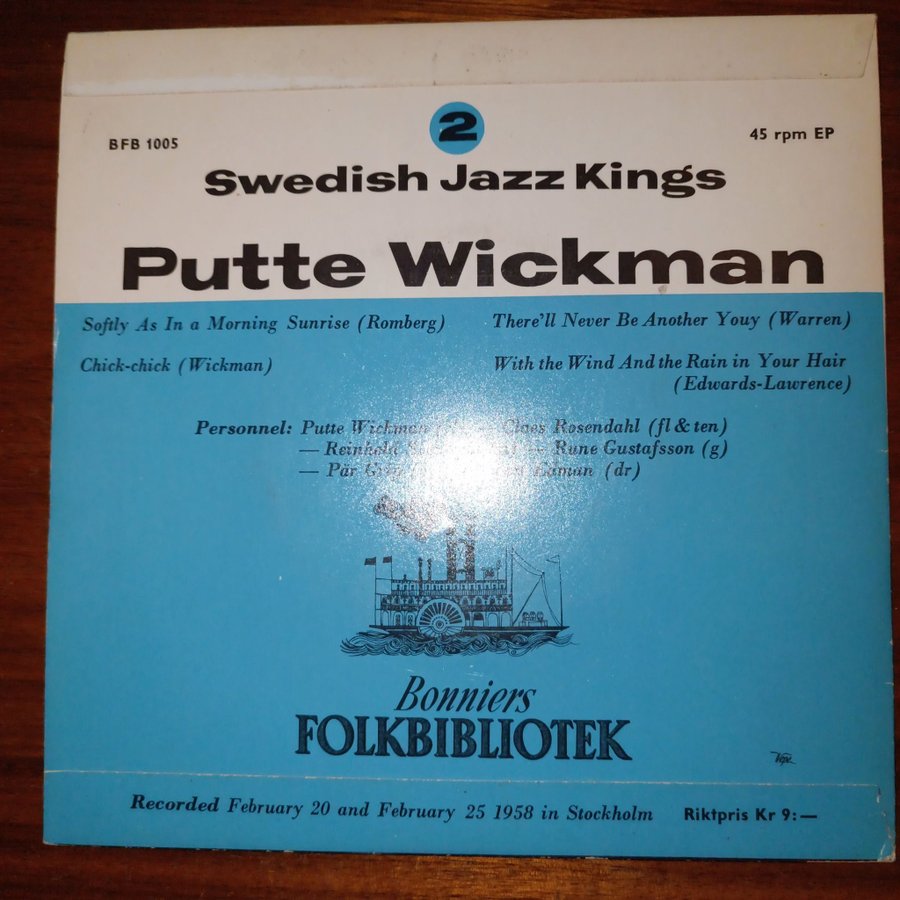 BFB 1005
2
45 rpm EP
Swedish Jazz Kings
Putte Wickman
Softly As In a Morning Sunrise (Romberg)
There'll Never Be Another Youy (Warren)
Chick-chick (Wickman)
With the Wind And the Rain in Your Hair
(Edwards-Lawrence)
Personnel: Putte Wickman — Claes Rosendahl (fl & ten)
— Reinhold — Rune Gustafsson (g)
— Pär (dr)
Bonniers
FOLKBIBLIOTEK
Recorded February 20 and February 25 1958 in Stockholm
Riktpris Kr 9:—